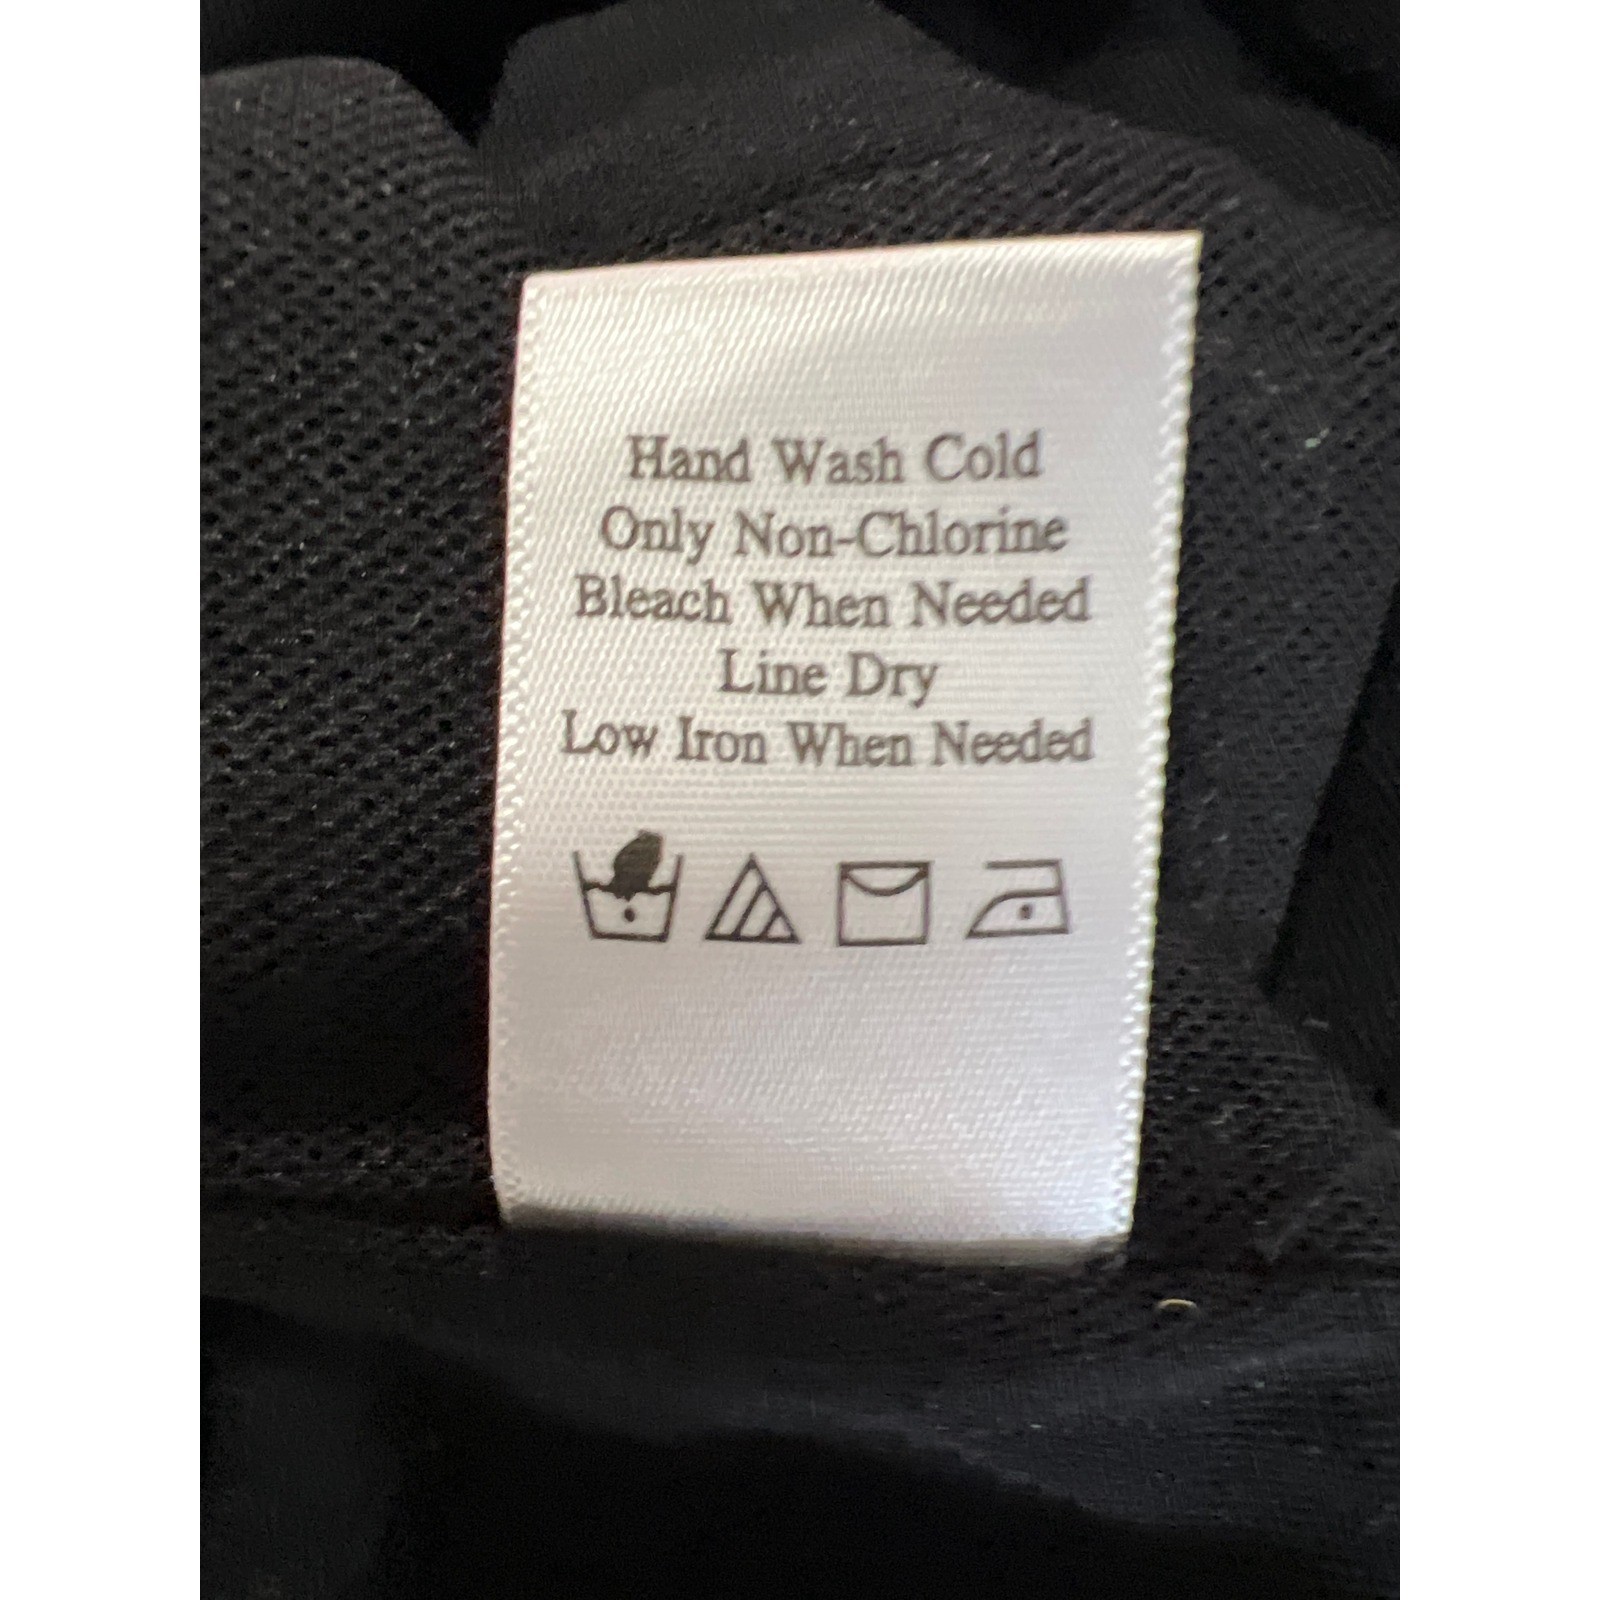 Hand Wash Cold
Only Non-Chlorine
Bleach When Needed
Line Dry
Low Iron When Needed